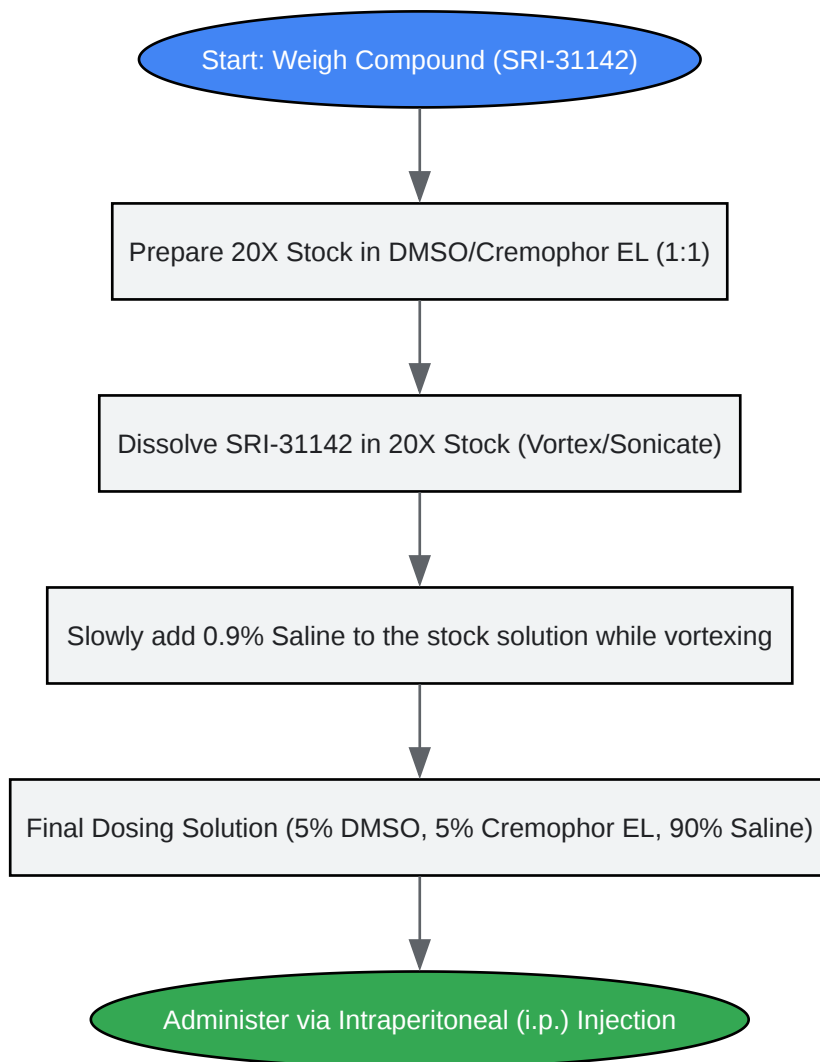 Start: Weigh Compound (SRI-31142)
Prepare 20X Stock in DMSO/Cremophor EL (1:1)
Dissolve SRI-31142 in 20X Stock (Vortex/Sonicate)
Slowly add 0.9% Saline to the stock solution while vortexing
Final Dosing Solution (5% DMSO, 5% Cremophor EL, 90% Saline)
Administer via Intraperitoneal (i.p.) Injection